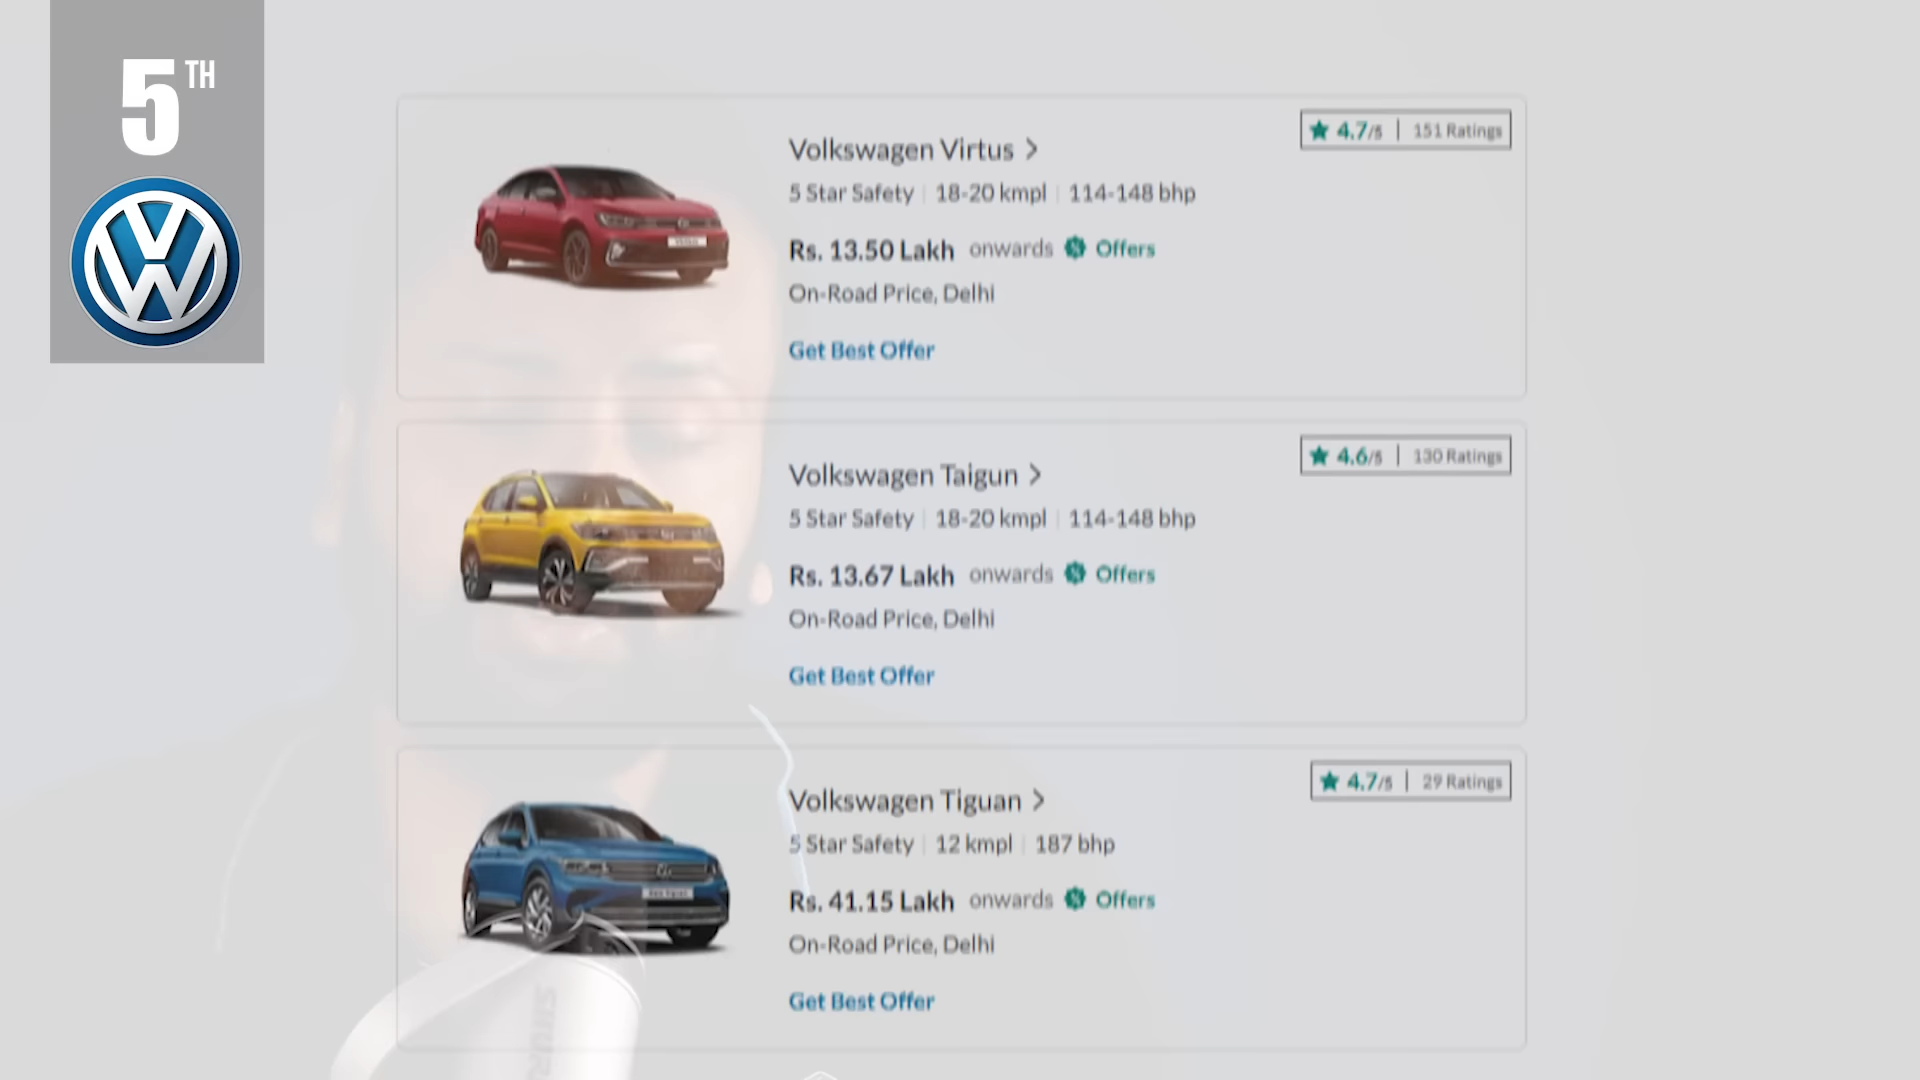 5TH
Volkswagen Virtus >
4.7/5 | 151 Ratings
5 Star Safety | 18-20 kmpl | 114-148 bhp
Rs. 13.50 Lakh onwards Offers
On-Road Price, Delhi
Get Best Offer
Volkswagen Taigun >
4.6/5 | 130 Ratings
5 Star Safety | 18-20 kmpl | 114-148 bhp
Rs. 13.67 Lakh onwards Offers
On-Road Price, Delhi
Get Best Offer
Volkswagen Tiguan >
4.7/5 | 29 Ratings
5 Star Safety | 12 kmpl | 187 bhp
Rs. 41.15 Lakh onwards Offers
On-Road Price, Delhi
Get Best Offer